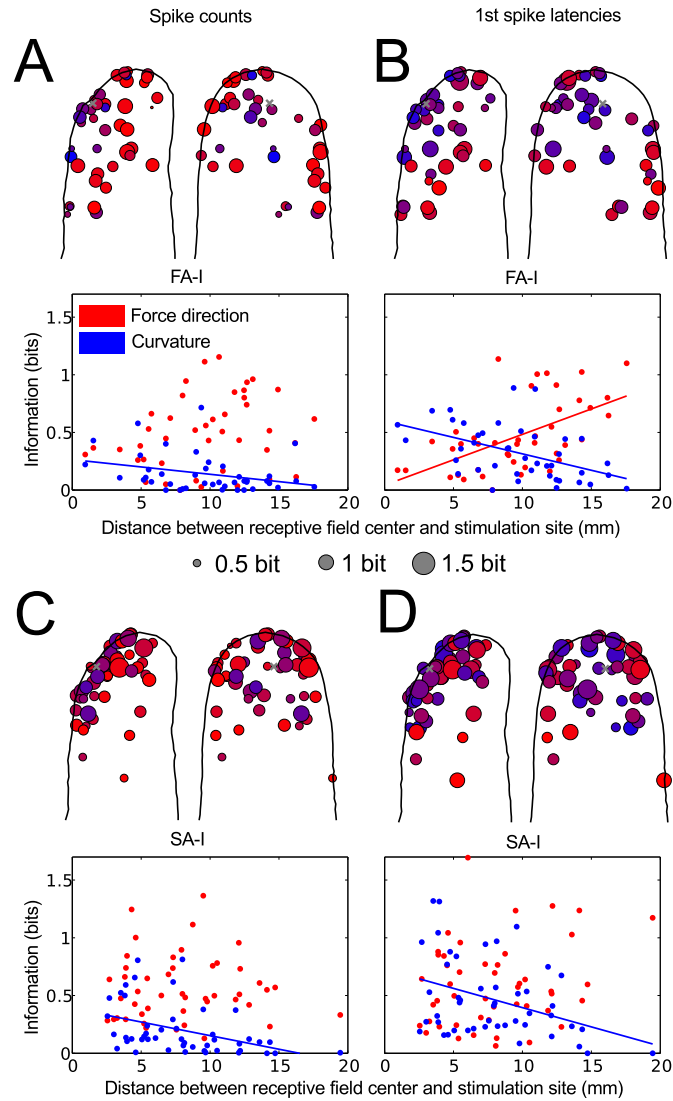 Spike counts 1st spike latencies
A B
FA-I FA-I
1.5
1
0.5
0
Information (bits)
Force direction
Curvature
0 5 10 15 20 0 5 10 15 20
Distance between receptive field center and stimulation site (mm)
0.5 bit 1 bit 1.5 bit
C D
SA-I SA-I
1.5
1
0.5
0
Information (bits)
0 5 10 15 20 0 5 10 15 20
Distance between receptive field center and stimulation site (mm)